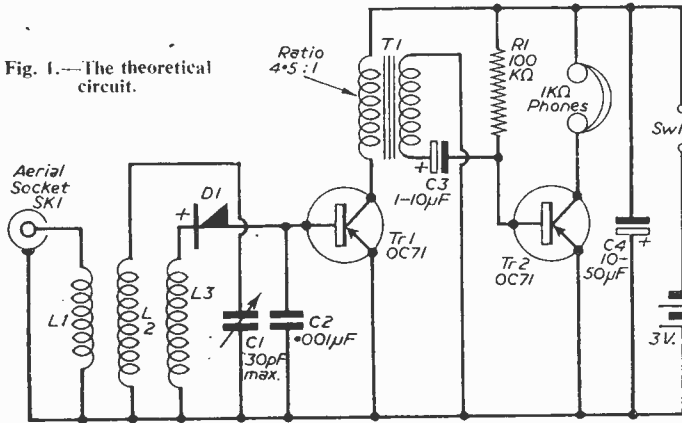 Fig. 1.—The theoretical
circuit.
Aerial
Socket
SK1
L1
L
2
L3
D1
+
C1
30pF
max.
C2
·001µF
Tr1
OC71
Ratio
4·5 : 1
T1
+
C3
1-10µF
R1
100
KΩ
1KΩ
Phones
Tr2
OC71
C4
10-
50µF
+
Sw1
3V.